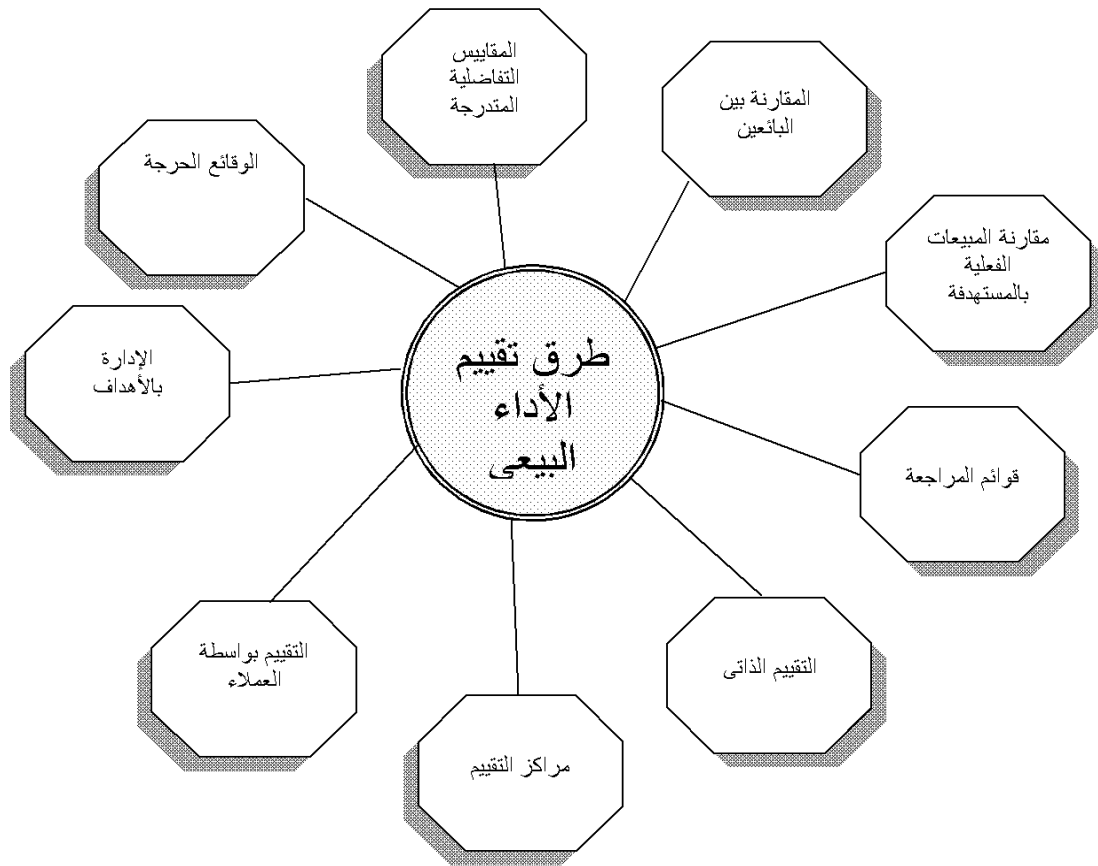 المقاييس
التفاضلية
المتدرجة
المقارنة بين
البائعين
الوقائع الحرجة
مقارنة المبيعات
الفعلية
بالمستهدفة
الإدارة
بالأهداف
طرق تقييم
الأداء
البيعى
قوائم المراجعة
التقييم الذاتى
التقييم بواسطة
العملاء
مراكز التقييم